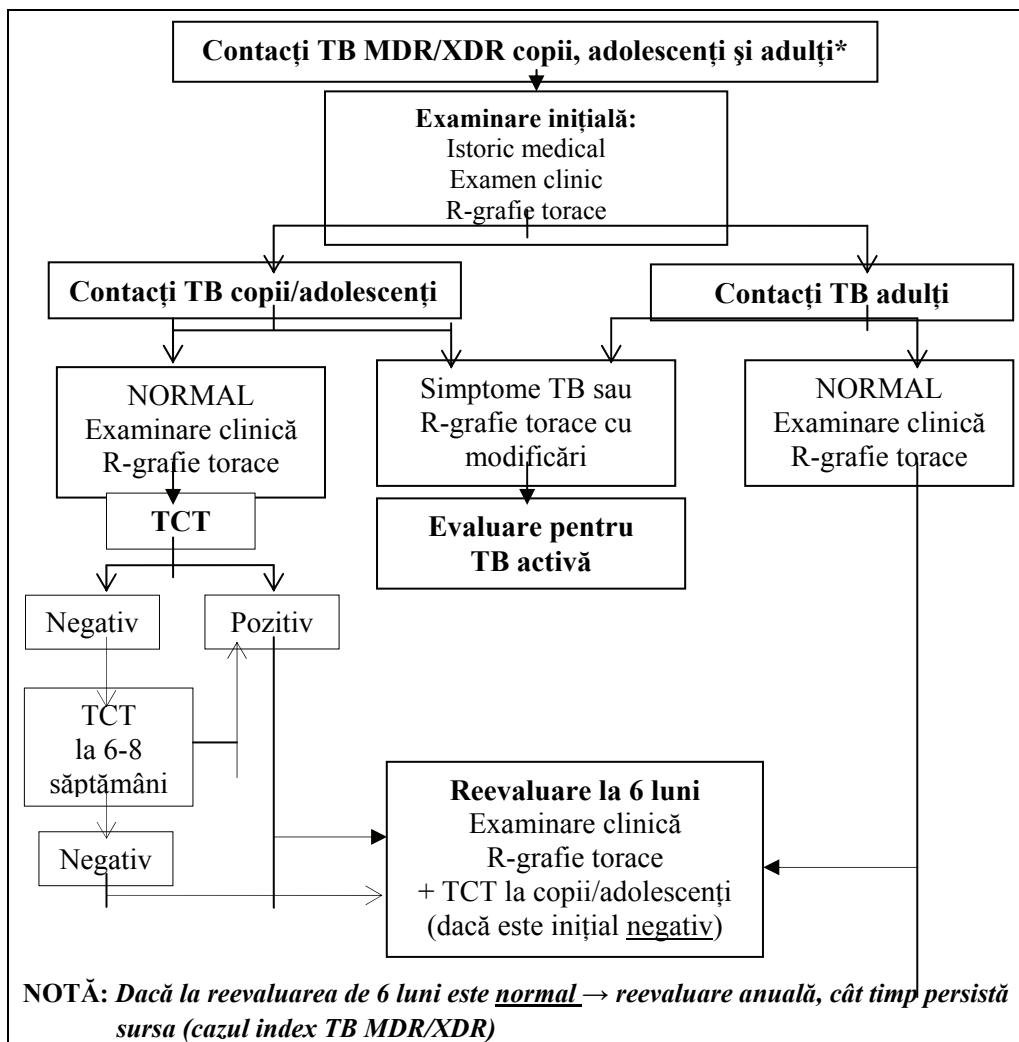 Contacți TB MDR/XDR copii, adolescenți şi adulți*
Examinare inițială:
Istoric medical
Examen clinic
R-grafie torace
Contacți TB copii/adolescenți
Contacți TB adulți
NORMAL
Examinare clinică
R-grafie torace
Simptome TB sau
R-grafie torace cu
modificări
NORMAL
Examinare clinică
R-grafie torace
TCT
Evaluare pentru
TB activă
Negativ
Pozitiv
TCT
la 6-8
săptămâni
Negativ
Reevaluare la 6 luni
Examinare clinică
R-grafie torace
+ TCT la copii/adolescenți
(dacă este inițial negativ)
NOTĂ: Dacă la reevaluarea de 6 luni este normal → reevaluare anuală, cât timp persistă
sursa (cazul index TB MDR/XDR)